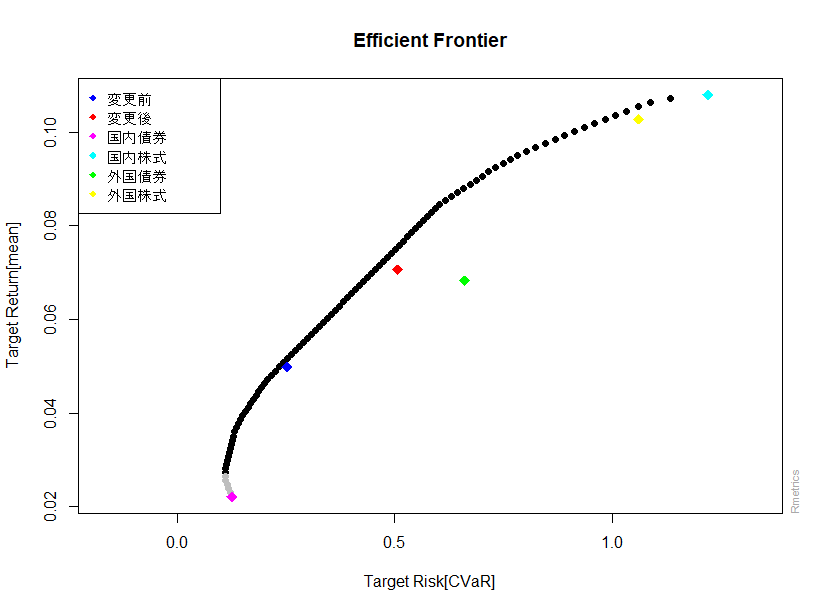 Efficient Frontier
変更前
変更後
国内債券
国内株式
外国債券
外国株式
Target Return[mean]
0.10
0.08
0.06
0.04
0.02
0.0
0.5
1.0
Target Risk[CVaR]
Rmetrics